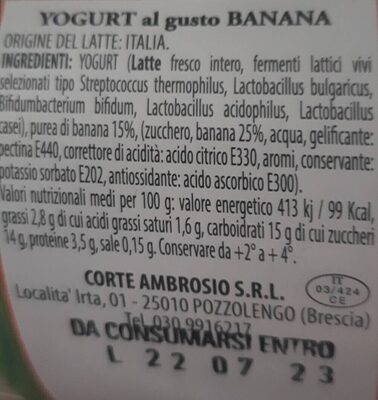 YOGURT al gusto BANANA
ORIGINE DEL LATTE: ITALIA.
INGREDIENTI: YOGURT (Latte fresco intero, fermenti lattici vivi
selezionati tipo Streptococcus thermophilus, Lactobacillus bulgaricus,
Bifidumbacterium bifidum, Lactobacillus acidophilus, Lactobacillus
casei), purea di banana 15%, (zucchero, banana 25%, acqua, gelificante:
pectina E440, correttore di acidità: acido citrico E330, aromi, conservante:
potassio sorbato E202, antiossidante: acido ascorbico E300).
Valori nutrizionali medi per 100 g: valore energetico 413 kj / 99 Kcal,
grassi 2,8 g di cui acidi grassi saturi 1,6 g, carboidrati 15 g di cui zuccheri
14 g, proteine 3,5 g, sale 0,15 g. Conservare da +2° a + 4°.
CORTE AMBROSIO S.R.L.
Localita' Irta, 01 - 25010 POZZOLENGO (Brescia)
Tel. 030 9916217
IT
03/424
CE
DA CONSUMARSI ENTRO
L 22 07 23